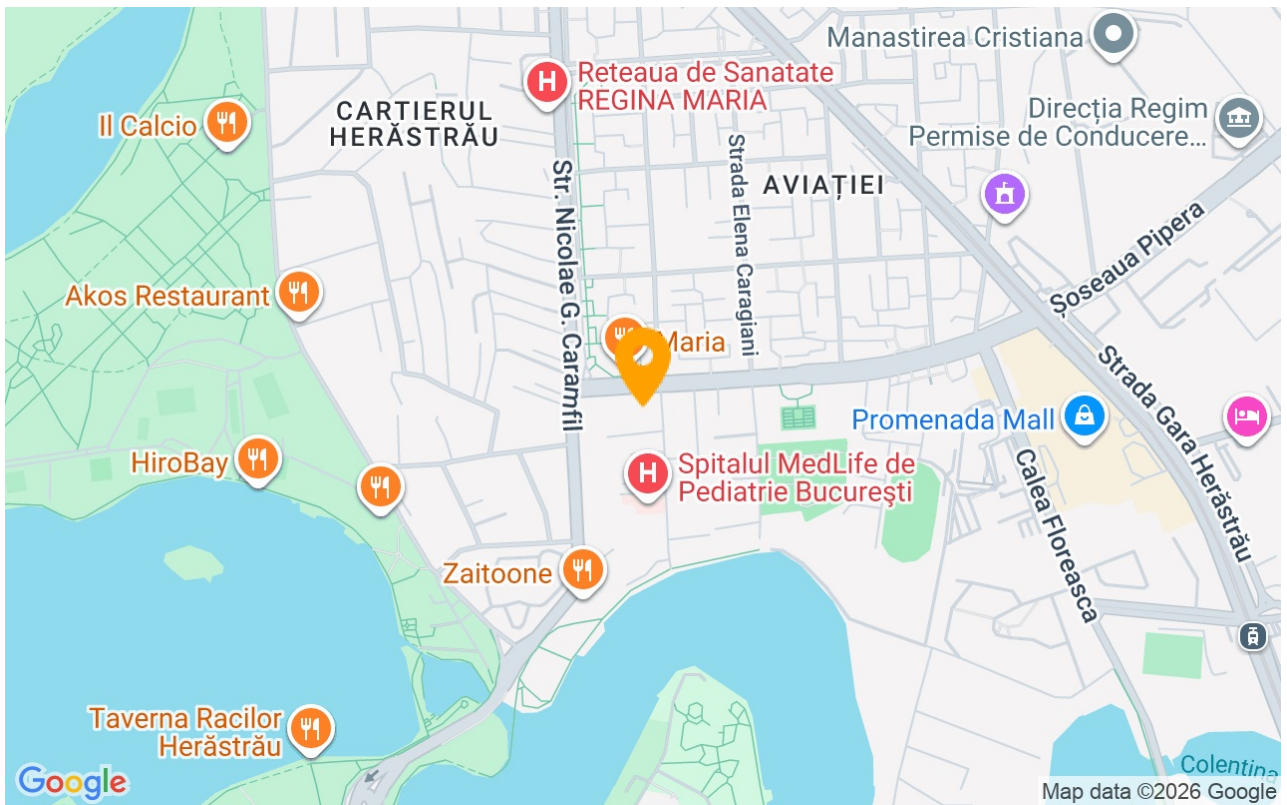 Manastirea Cristiana
Reteaua de Sanatate
REGINA MARIA
CARTIERUL
HERĂSTRĂU
Il Calcio
Direcția Regim
Permise de Conducere...
Strada Elena Caragiani
AVIAȚIEI
Str. Nicolae G. Caramfil
Șoseaua Pipera
Akos Restaurant
Maria
Strada Gara Herăstrău
Promenada Mall
HiroBay
Spitalul MedLife de
Pediatrie Bucureşti
Calea Floreasca
Zaitoone
Taverna Racilor
Herăstrău
Colentina
Google
Map data ©2026 Google